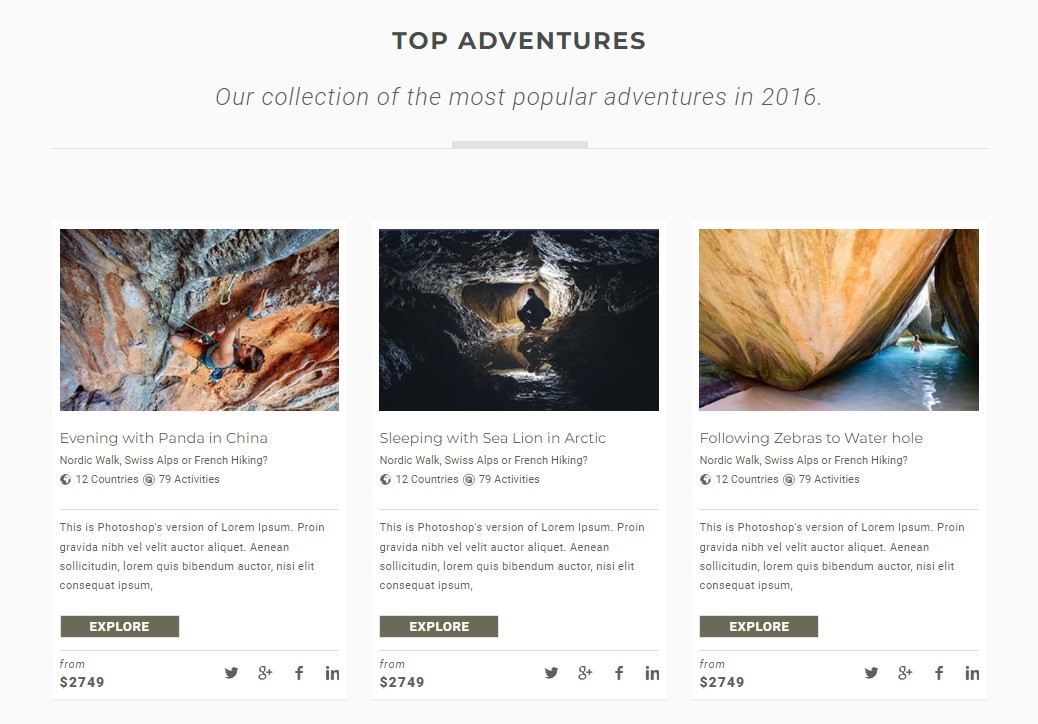 TOP ADVENTURES
Our collection of the most popular adventures in 2016.
Evening with Panda in China
Nordic Walk, Swiss Alps or French Hiking?
12 Countries 79 Activities
This is Photoshop's version of Lorem Ipsum. Proin
gravida nibh vel velit auctor aliquet. Aenean
sollicitudin, lorem quis bibendum auctor, nisi elit
consequat ipsum,
EXPLORE
from
$2749
Sleeping with Sea Lion in Arctic
Nordic Walk, Swiss Alps or French Hiking?
12 Countries 79 Activities
This is Photoshop's version of Lorem Ipsum. Proin
gravida nibh vel velit auctor aliquet. Aenean
sollicitudin, lorem quis bibendum auctor, nisi elit
consequat ipsum,
EXPLORE
from
$2749
Following Zebras to Water hole
Nordic Walk, Swiss Alps or French Hiking?
12 Countries 79 Activities
This is Photoshop's version of Lorem Ipsum. Proin
gravida nibh vel velit auctor aliquet. Aenean
sollicitudin, lorem quis bibendum auctor, nisi elit
consequat ipsum,
EXPLORE
from
$2749